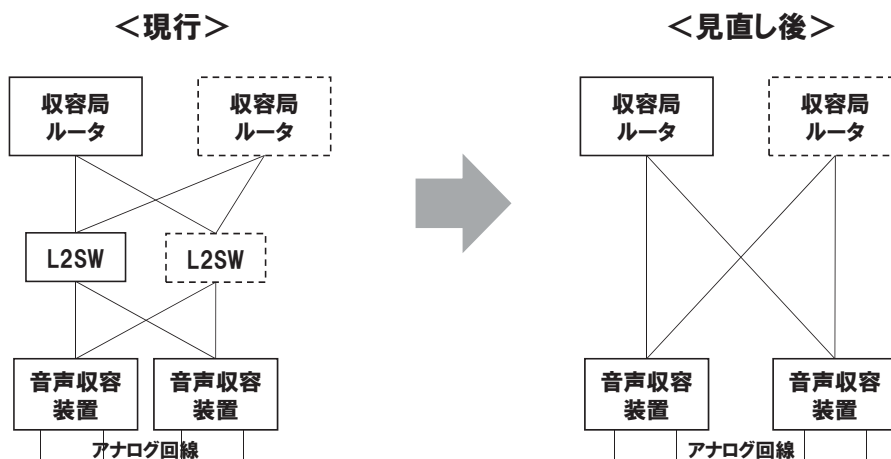 ＜現行＞
＜見直し後＞
収容局
ルータ
収容局
ルータ
収容局
ルータ
収容局
ルータ
L2SW
L2SW
音声収容
装置
音声収容
装置
音声収容
装置
音声収容
装置
アナログ回線
アナログ回線